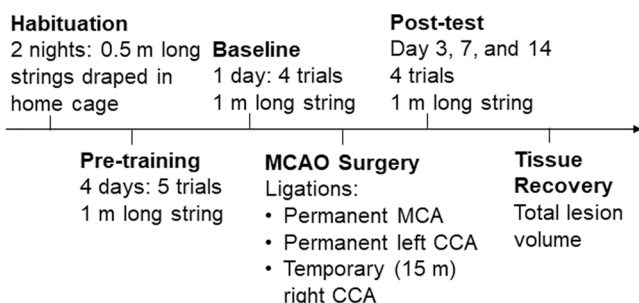 Habituation
2 nights: 0.5 m long
strings draped in
home cage
Baseline
1 day: 4 trials
1 m long string
Post-test
Day 3, 7, and 14
4 trials
1 m long string
Pre-training
4 days: 5 trials
1 m long string
MCAO Surgery
Ligations:
• Permanent MCA
• Permanent left CCA
• Temporary (15 m)
right CCA
Tissue
Recovery
Total lesion
volume